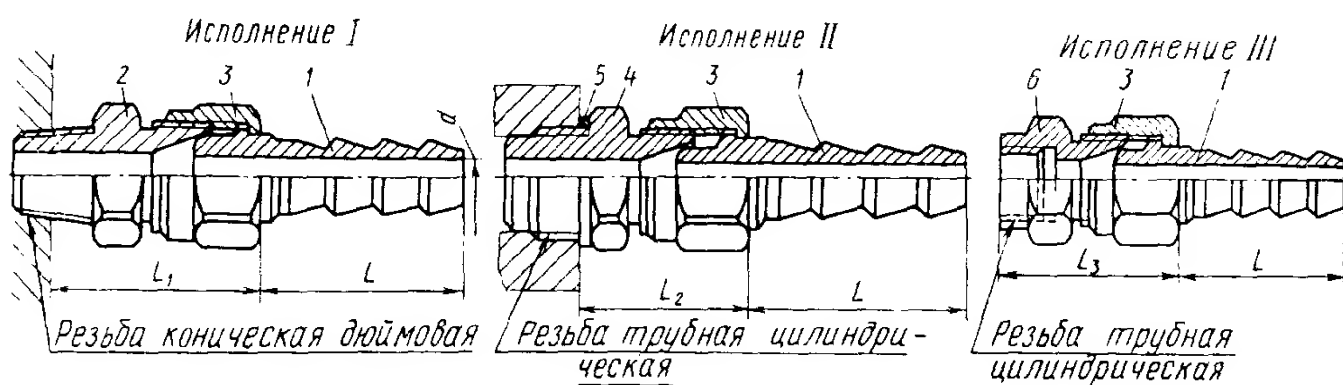 Исполнение I
Исполнение II
Исполнение III
2 3 1 d
5 4 3 1
6 3 1
L₁ L
L₂ L
L₃ L
Резьба коническая дюймовая
Резьба трубная цилиндри-
ческая
Резьба трубная
цилиндрическая